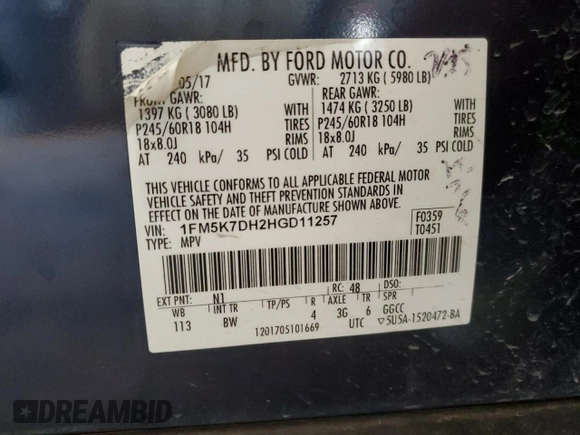 MFD. BY FORD MOTOR CO.
05/17 GVWR: 2713 KG ( 5980 LB)
FRONT GAWR: REAR GAWR:
1397 KG ( 3080 LB) WITH 1474 KG ( 3250 LB) WITH
P245/60R18 104H TIRES P245/60R18 104H TIRES
18x8.0J RIMS 18x8.0J RIMS
AT 240 kPa/ 35 PSI COLD AT 240 kPa/ 35 PSI COLD
THIS VEHICLE CONFORMS TO ALL APPLICABLE FEDERAL MOTOR
VEHICLE SAFETY AND THEFT PREVENTION STANDARDS IN
EFFECT ON THE DATE OF MANUFACTURE SHOWN ABOVE.
VIN: 1FM5K7DH2HGD11257 F0359
TYPE: MPV T0451
EXT PNT: N1 RC: 48 DSO:
WB INT TR TP/PS R AXLE TR SPR
113 BW 4 3G 6 GGCC
1201705101669 UTC ▽5U5A-1520472-BA
DREAMBID